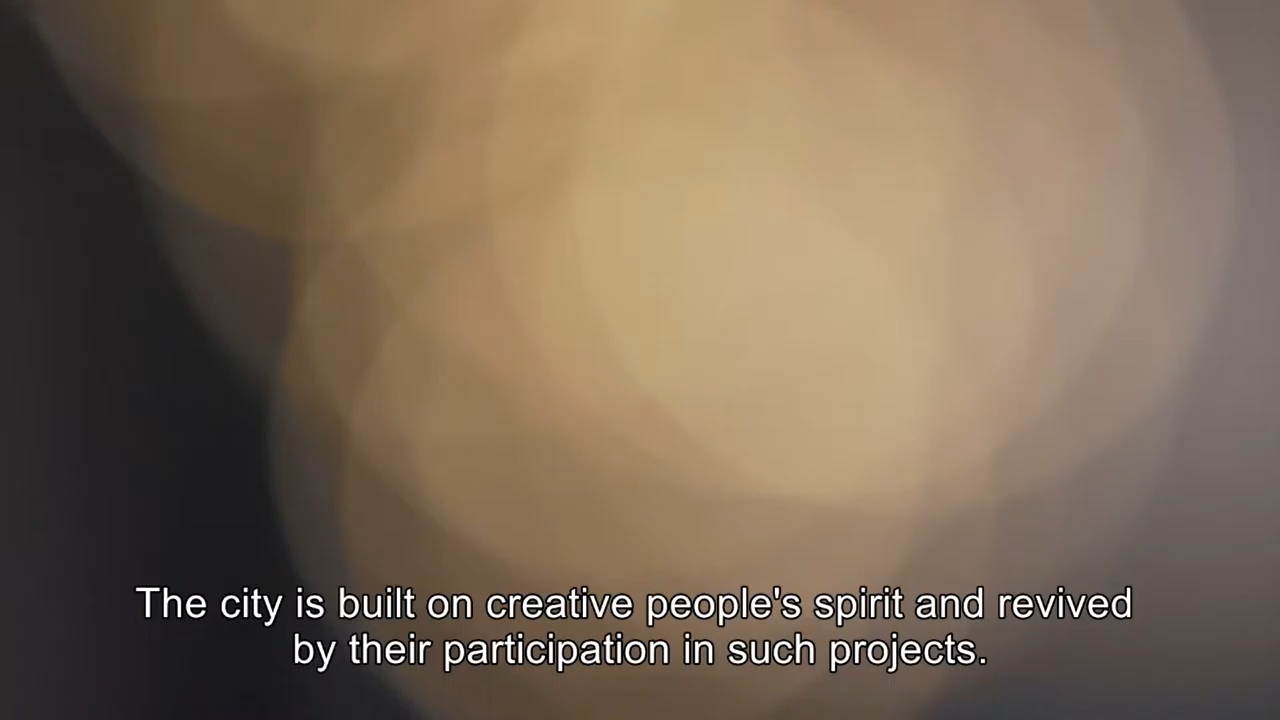 The city is built on creative people's spirit and revived
by their participation in such projects.